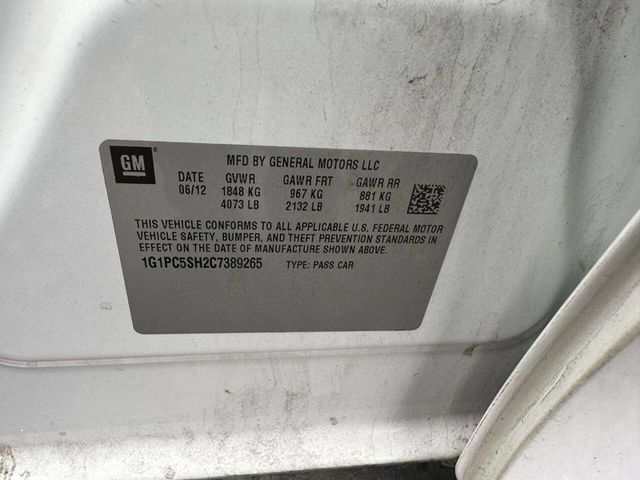 GM
MFD BY GENERAL MOTORS LLC
DATE GVWR GAWR FRT GAWR RR
06/12 1848 KG 967 KG 881 KG
4073 LB 2132 LB 1941 LB
THIS VEHICLE CONFORMS TO ALL APPLICABLE U.S. FEDERAL MOTOR
VEHICLE SAFETY, BUMPER, AND THEFT PREVENTION STANDARDS IN
EFFECT ON THE DATE OF MANUFACTURE SHOWN ABOVE.
1G1PC5SH2C7389265 TYPE: PASS CAR